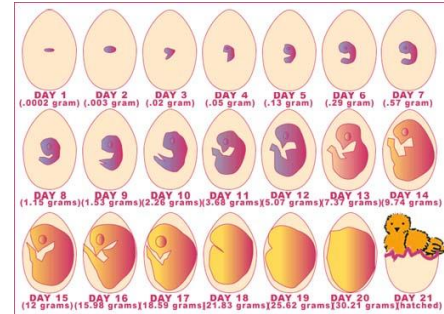 DAY 1 DAY 2 DAY 3 DAY 4 DAY 5 DAY 6 DAY 7
(.0002 gram) (.003 gram) (.02 gram) (.05 gram) (.13 gram) (.29 gram) (.57 gram)
DAY 8 DAY 9 DAY 10 DAY 11 DAY 12 DAY 13 DAY 14
(1.15 grams) (1.53 grams) (2.26 grams) (3.68 grams) (5.07 grams) (7.37 grams) (9.74 grams)
DAY 15 DAY 16 DAY 17 DAY 18 DAY 19 DAY 20 DAY 21
(12 grams) (15.98 grams) (18.59 grams) (21.83 grams) (25.62 grams) (30.21 grams) (hatched)